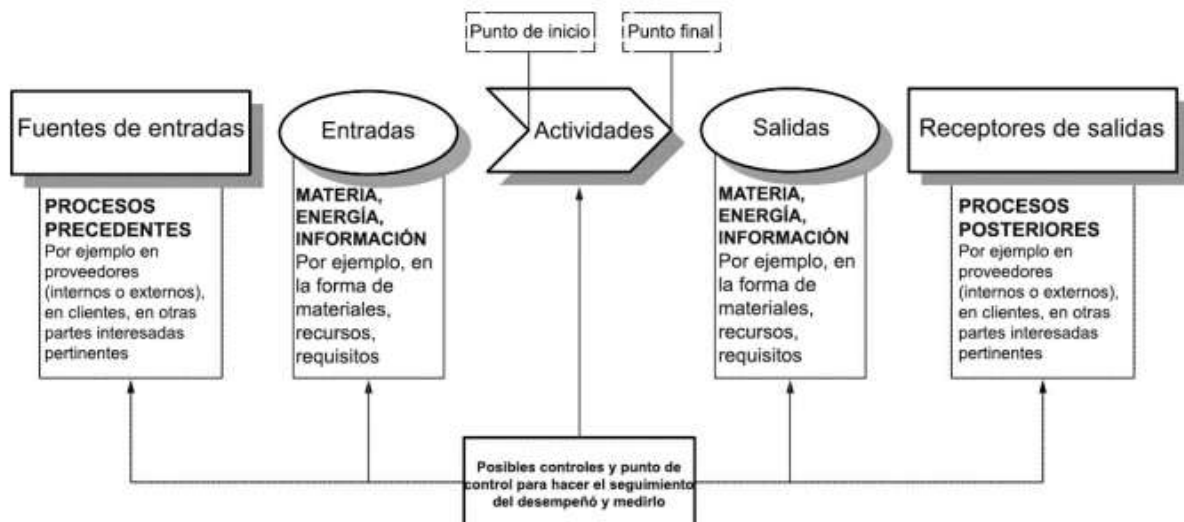 Punto de inicio
Punto final
Fuentes de entradas
Entradas
Actividades
Salidas
Receptores de salidas
PROCESOS
PRECEDENTES
Por ejemplo en
proveedores
(internos o externos),
en clientes, en otras
partes interesadas
pertinentes
MATERIA,
ENERGÍA,
INFORMACIÓN
Por ejemplo, en
la forma de
materiales,
recursos,
requisitos
MATERIA,
ENERGÍA,
INFORMACIÓN
Por ejemplo, en
la forma de
materiales,
recursos,
requisitos
PROCESOS
POSTERIORES
Por ejemplo en
proveedores
(internos o externos),
en clientes, en otras
partes interesadas
pertinentes
Posibles controles y punto de
control para hacer el seguimiento
del desempeñó y medirlo